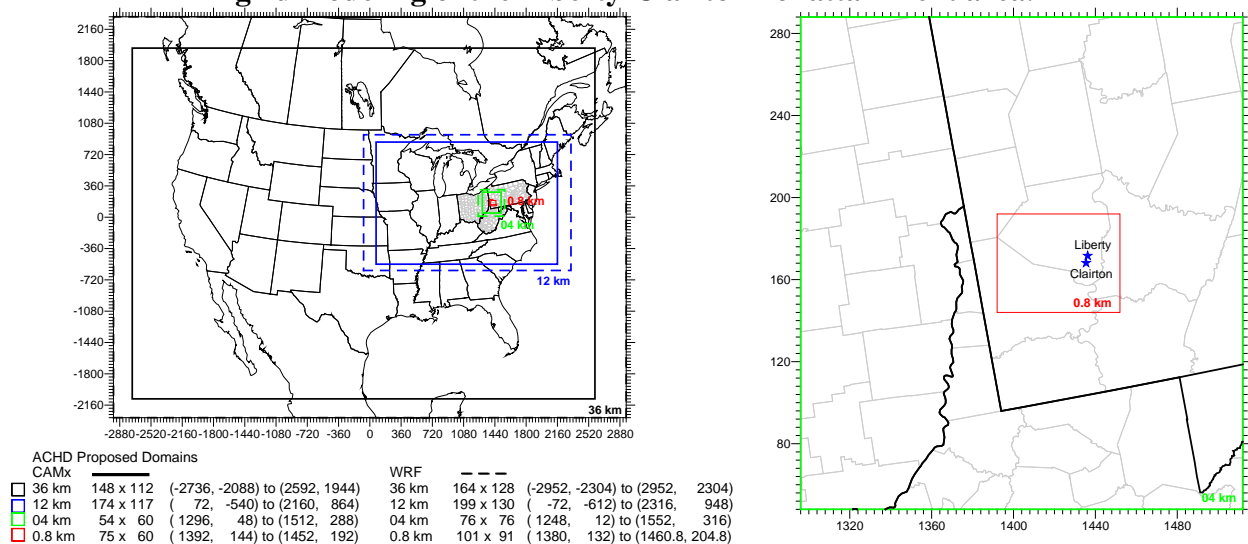 2160
1800
1440
1080
720
360
0
-360
-720
-1080
-1440
-1800
-2160
-2880 -2520 -2160 -1800 -1440 -1080 -720 -360 0 360 720 1080 1440 1800 2160 2520 2880
0.8 km
04 km
12 km
36 km
280
240
200
160
120
80
1320 1360 1400 1440 1480
Liberty
Clairton
0.8 km
04 km
ACHD Proposed Domains
CAMx WRF
36 km 148 x 112 (-2736, -2088) to (2592, 1944) 36 km 164 x 128 (-2952, -2304) to (2952, 2304)
12 km 174 x 117 ( 72, -540) to (2160, 864) 12 km 199 x 130 ( -72, -612) to (2316, 948)
04 km 54 x 60 ( 1296, 48) to (1512, 288) 04 km 76 x 76 ( 1248, 12) to (1552, 316)
0.8 km 75 x 60 ( 1392, 144) to (1452, 192) 0.8 km 101 x 91 ( 1380, 132) to (1460.8, 204.8)